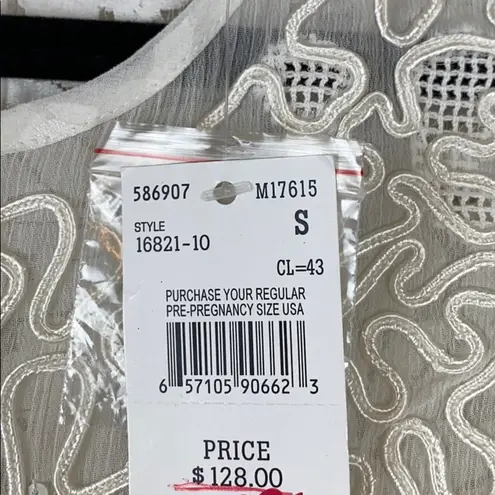 586907 M17615
STYLE S
16821-10
CL=43
PURCHASE YOUR REGULAR
PRE-PREGNANCY SIZE USA
6 57105 90662 3
PRICE
$128.00